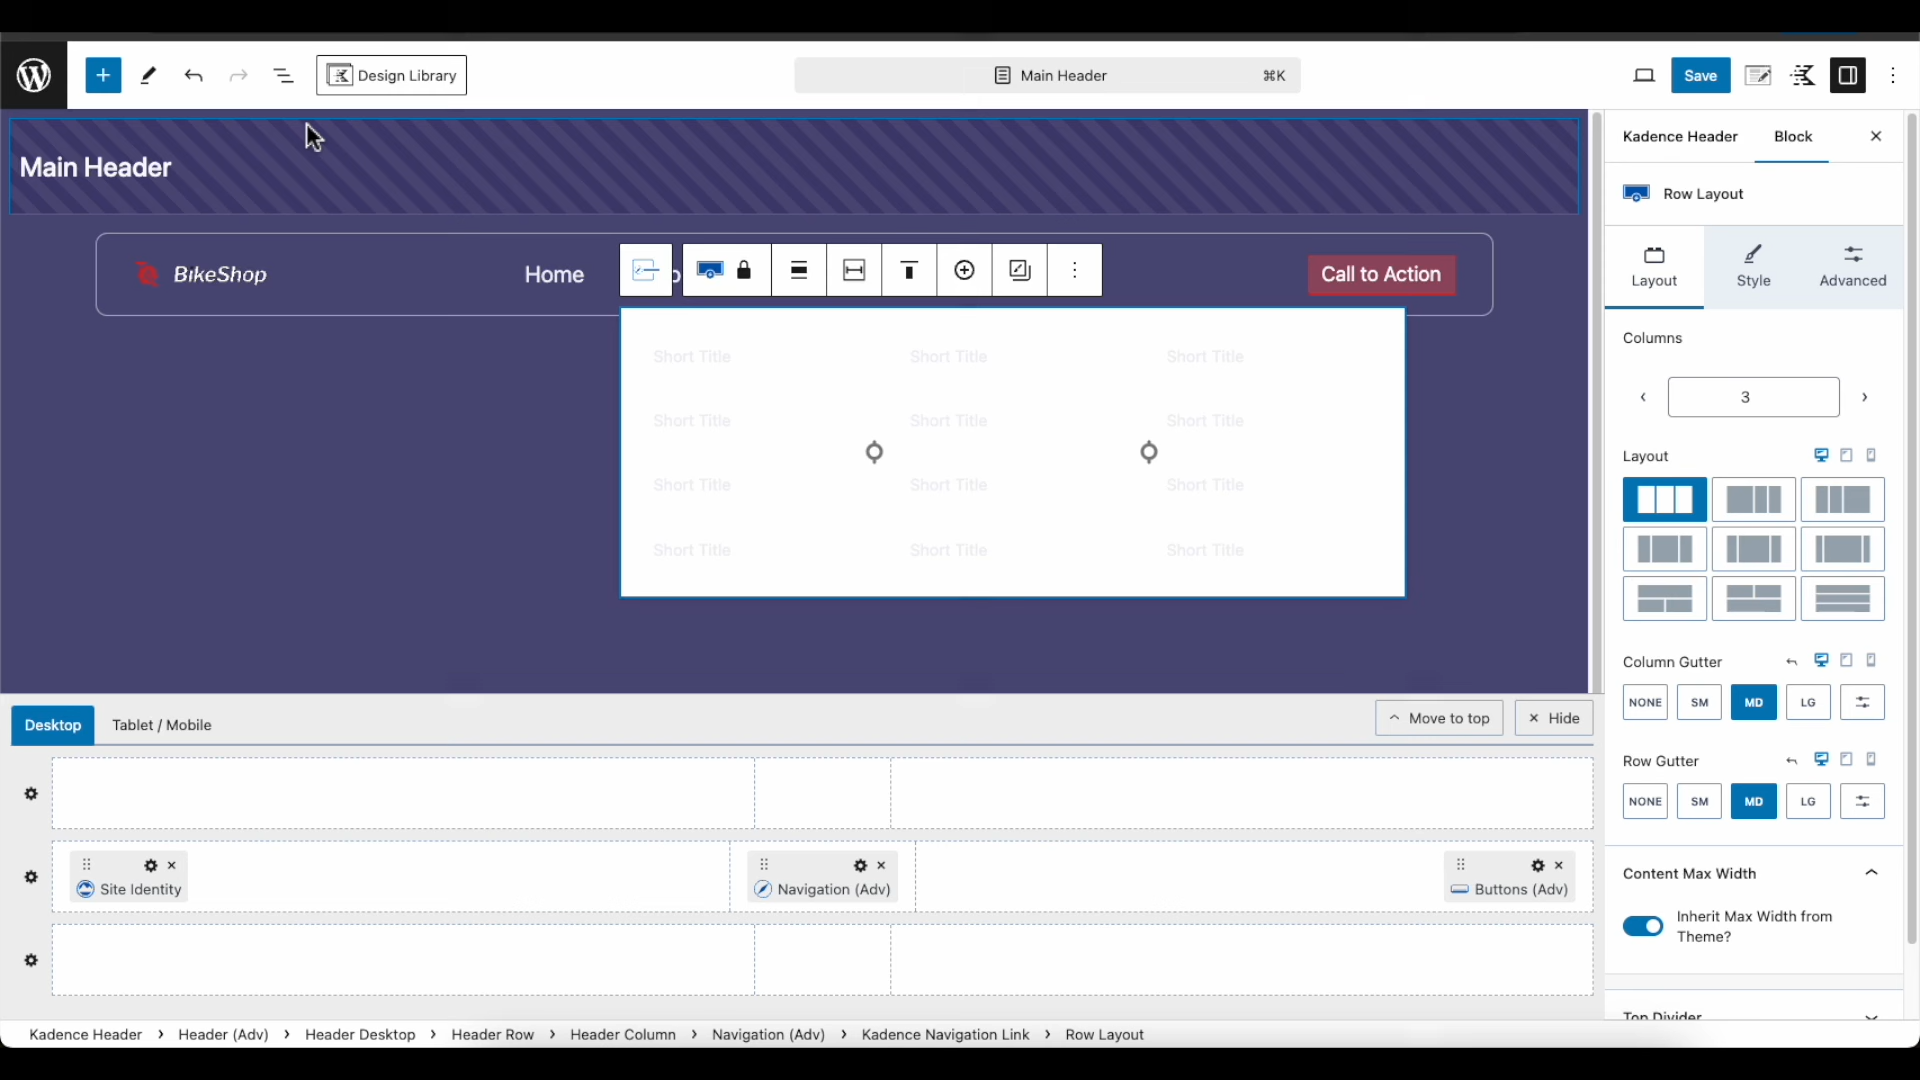 Design Library
Main Header
⌘K
Save
Main Header
BikeShop
Home
Call to Action
Short Title
Short Title
Short Title
Short Title
Short Title
Short Title
Short Title
Short Title
Short Title
Short Title
Short Title
Short Title
Kadence Header
Block
Row Layout
Layout
Style
Advanced
Columns
3
Layout
Column Gutter
NONE
SM
MD
LG
Row Gutter
NONE
SM
MD
LG
Content Max Width
Inherit Max Width from
Theme?
Top Divider
Desktop
Tablet / Mobile
Move to top
Hide
Site Identity
Navigation (Adv)
Buttons (Adv)
Kadence Header > Header (Adv) > Header Desktop > Header Row > Header Column > Navigation (Adv) > Kadence Navigation Link > Row Layout